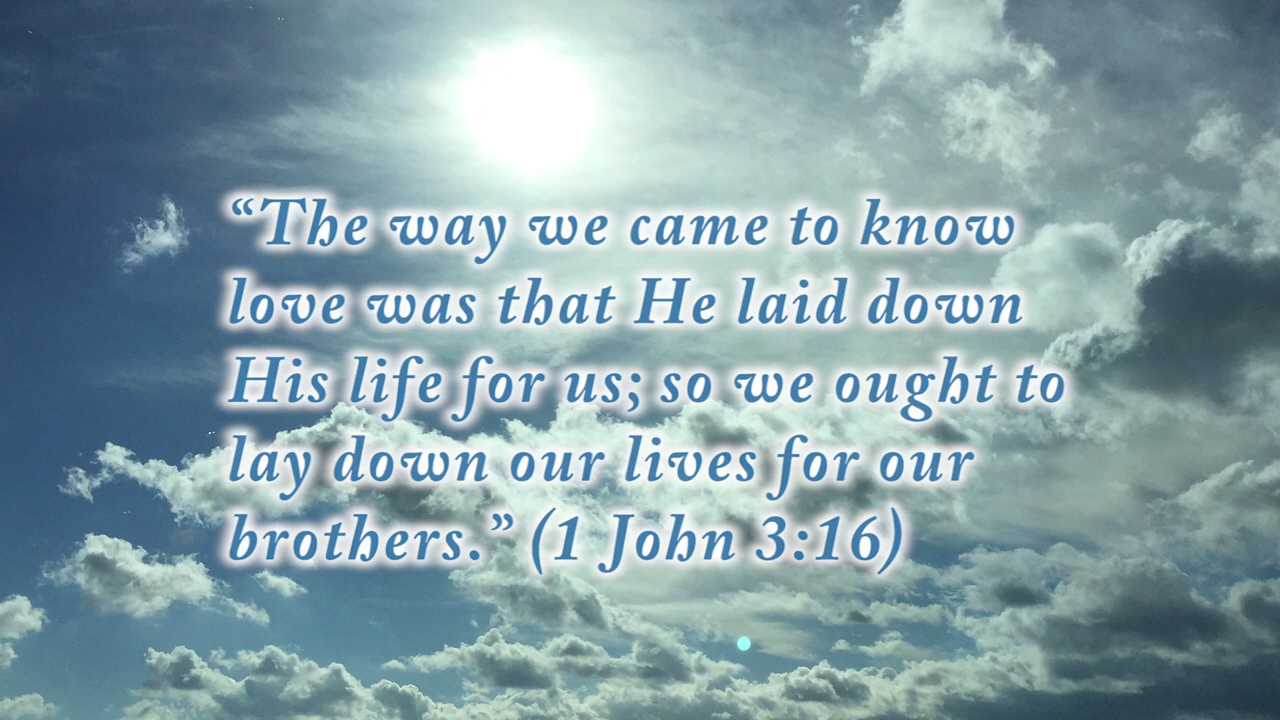 “The way we came to know
love was that He laid down
His life for us; so we ought to
lay down our lives for our
brothers.” (1 John 3:16)